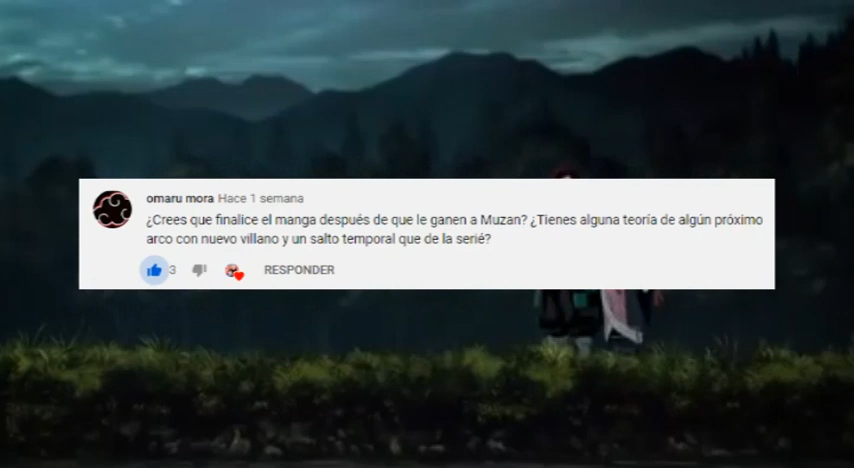 omaru mora Hace 1 semana
¿Crees que finalice el manga después de que le ganen a Muzan? ¿Tienes alguna teoría de algún próximo
arco con nuevo villano y un salto temporal que de la serié?
3 RESPONDER